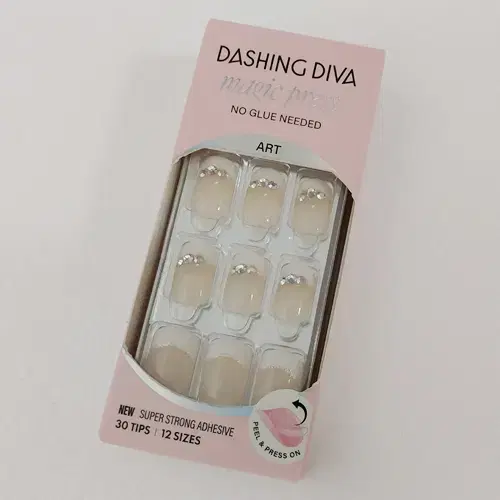 DASHING DIVA
magic press
NO GLUE NEEDED
ART
NEW SUPER STRONG ADHESIVE
30 TIPS | 12 SIZES
PEEL & PRESS ON